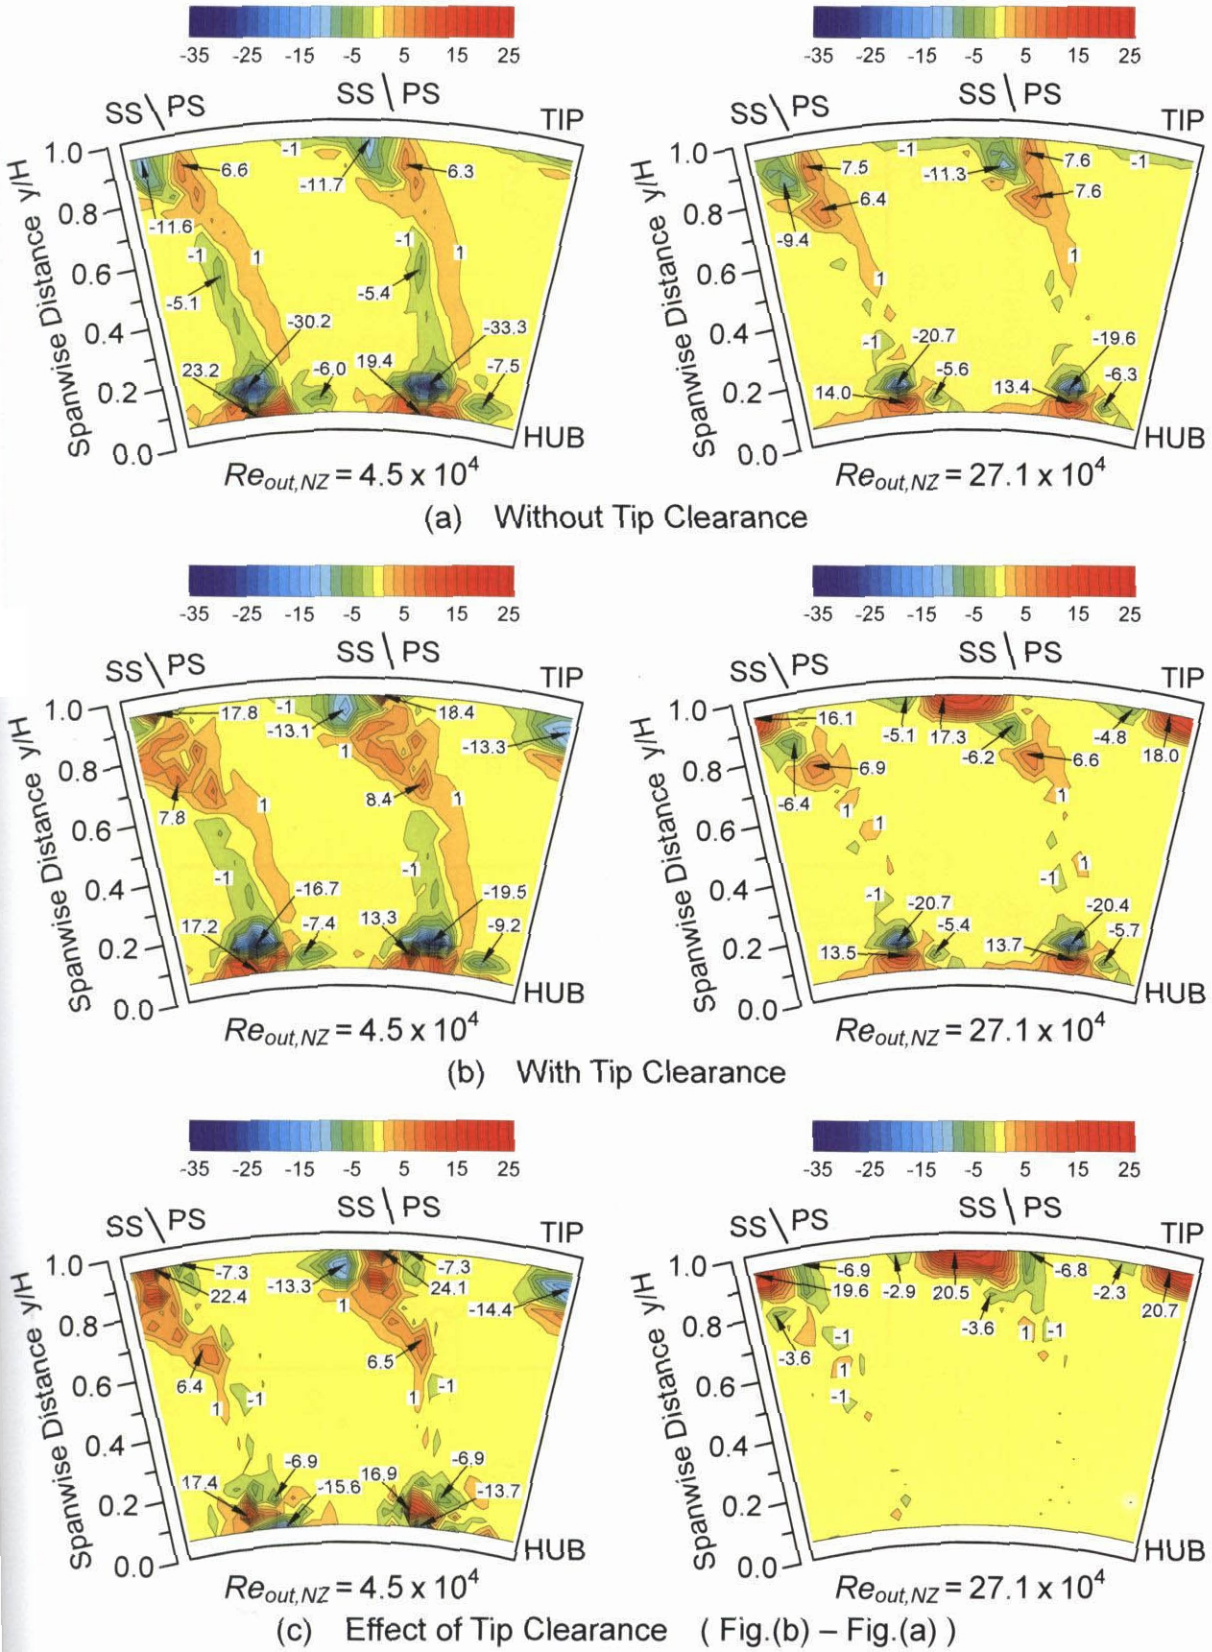 -35 -25 -15 -5 5 15 25
-35 -25 -15 -5 5 15 25
SS \ PS SS \ PS TIP
SS \ PS SS \ PS TIP
Spanwise Distance y/H
1.0
0.8
0.6
0.4
0.2
0.0
6.6 -1 -11.7 6.3
-11.6 -1 1 -1 1
-5.1 -5.4
-30.2 -33.3
23.2 -6.0 19.4 -7.5
HUB
Re_out,NZ = 4.5 x 10^4
Spanwise Distance y/H
1.0
0.8
0.6
0.4
0.2
0.0
7.5 -1 -11.3 7.6 -1
6.4 7.6
-9.4 1 1
-1 -20.7 -19.6
14.0 -5.6 13.4 -6.3
HUB
Re_out,NZ = 27.1 x 10^4
(a) Without Tip Clearance
-35 -25 -15 -5 5 15 25
-35 -25 -15 -5 5 15 25
SS \ PS SS \ PS TIP
SS \ PS SS \ PS TIP
Spanwise Distance y/H
1.0
0.8
0.6
0.4
0.2
0.0
17.8 -1 -13.1 18.4
1 -13.3
7.8 1 8.4 1
-1 -1
-16.7 -19.5
17.2 -7.4 13.3 -9.2
HUB
Re_out,NZ = 4.5 x 10^4
Spanwise Distance y/H
1.0
0.8
0.6
0.4
0.2
0.0
16.1 -5.1 17.3 -4.8
-6.2 6.6 18.0
6.9
-6.4 1 1
1
-1 -1 1
-20.7 -20.4
13.5 -5.4 13.7 -5.7
HUB
Re_out,NZ = 27.1 x 10^4
(b) With Tip Clearance
-35 -25 -15 -5 5 15 25
-35 -25 -15 -5 5 15 25
SS \ PS SS \ PS TIP
SS \ PS SS \ PS TIP
Spanwise Distance y/H
1.0
0.8
0.6
0.4
0.2
0.0
-7.3 -13.3 -7.3
22.4 24.1
1 -14.4
6.4 6.5
1 -1 1 -1
17.4 -6.9 16.9 -6.9
-15.6 -13.7
HUB
Re_out,NZ = 4.5 x 10^4
Spanwise Distance y/H
1.0
0.8
0.6
0.4
0.2
0.0
-6.9 -6.8
19.6 -2.9 20.5 -2.3 20.7
-3.6 1 -1
-3.6 -1
1
-1
HUB
Re_out,NZ = 27.1 x 10^4
(c) Effect of Tip Clearance ( Fig.(b) – Fig.(a) )